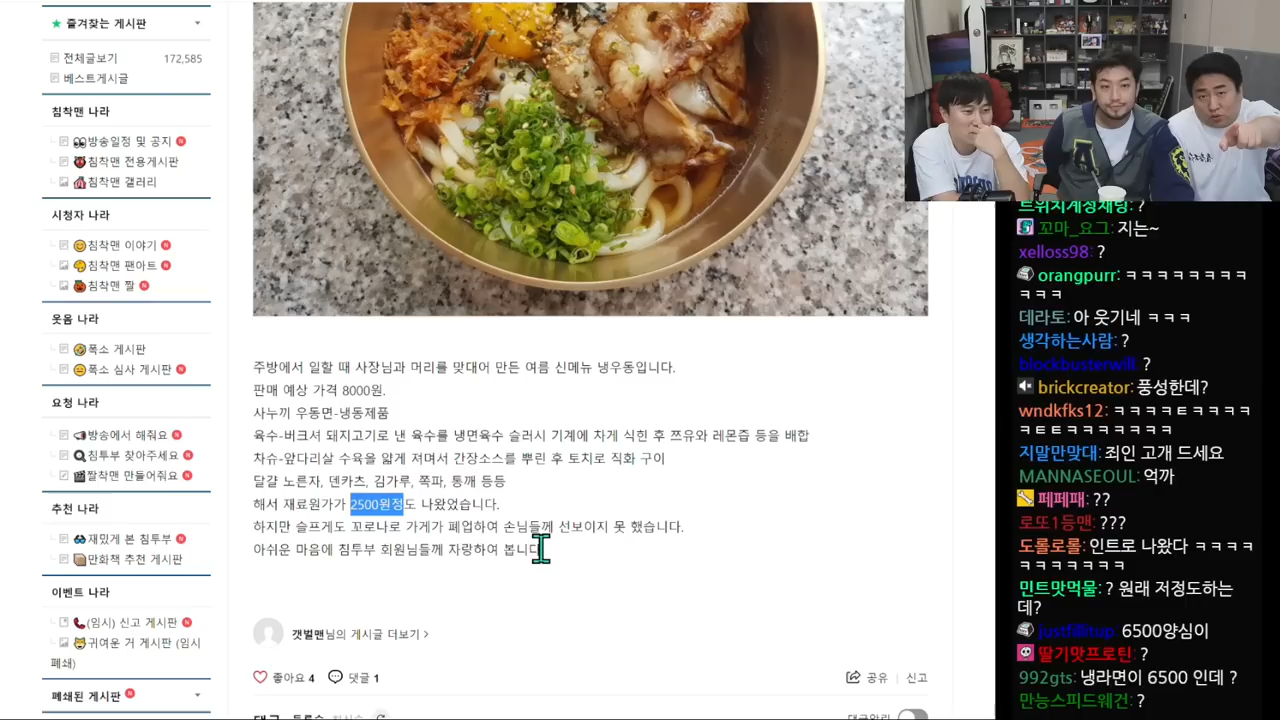 즐겨찾는 게시판
전체글보기 172,585
베스트게시글
침착맨 나라
방송일정 및 공지 N
침착맨 전용게시판
침착맨 갤러리
시청자 나라
침착맨 이야기 N
침착맨 팬아트 N
침착맨 짤 N
웃음 나라
폭소 게시판
폭소 심사 게시판 N
요청 나라
방송에서 해줘요 N
침투부 찾아주세요 N
짤착맨 만들어줘요 N
추천 나라
재밌게 본 침투부 N
만화책 추천 게시판
이벤트 나라
(임시) 신고 게시판 N
귀여운 거 게시판 (임시
폐쇄)
폐쇄된 게시판 N
주방에서 일할 때 사장님과 머리를 맞대어 만든 여름 신메뉴 냉우동입니다.
판매 예상 가격 8000원.
사누끼 우동면-냉동제품
육수-버크셔 돼지고기로 낸 육수를 냉면육수 슬러시 기계에 차게 식힌 후 쯔유와 레몬즙 등을 배합
차슈-앞다리살 수육을 얇게 져며서 간장소스를 뿌린 후 토치로 직화 구이
달걀 노른자, 덴카츠, 김가루, 쪽파, 통깨 등등
해서 재료원가가 2500원정도 나왔었습니다.
하지만 슬프게도 꼬로나로 가게가 폐업하여 손님들께 선보이지 못 했습니다.
아쉬운 마음에 침투부 회원님들께 자랑하여 봅니다
갯벌맨님의 게시글 더보기 >
좋아요 4 댓글 1
공유 신고
트위치계정채팅: ?
꼬마_요그: 지는~
xelloss98: ?
orangpurr: ㅋㅋㅋㅋㅋㅋㅋㅋ
ㅋㅋㅋ
데라토: 아 웃기네 ㅋㅋㅋ
생각하는사람: ?
blockbusterwill: ?
brickcreator: 풍성한데?
wndkfks12: ㅋㅋㅋㅋㅌㅋㅋㅋ
ㅋㅌㅌㅋㅋㅋㅋㅋㅋㅋ
지말만맞대: 죄인 고개 드세요
MANNASEOUL: 억까
페페패: ??
로또1등맨: ???
도롤로롤: 인트로 나왔다 ㅋㅋㅋㅋ
ㅋㅋㅋㅋㅋㅋㅋㅋ
민트맛먹물: ? 원래 저정도하는
데?
justfillitup: 6500양심이
딸기맛프로틴: ?
992gts: 냉라면이 6500 인데 ?
만능스피드웨건: ?